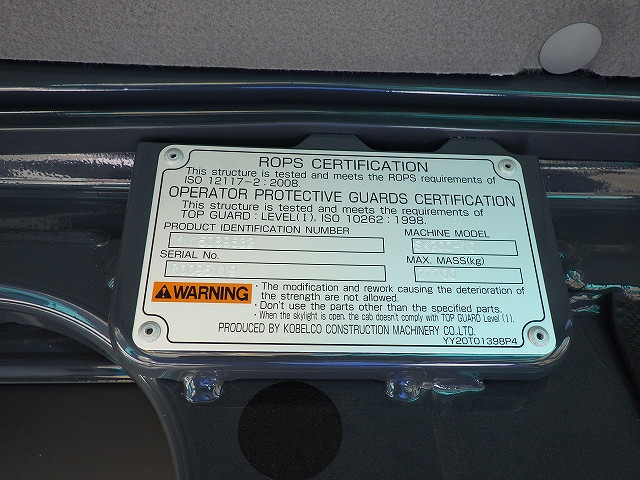 ROPS CERTIFICATION
This structure is tested and meets the ROPS requirements of
ISO 12117-2 : 2008.
OPERATOR PROTECTIVE GUARDS CERTIFICATION
This structure is tested and meets the requirements of
TOP GUARD : LEVEL(I). ISO 10262 : 1998.
PRODUCT IDENTIFICATION NUMBER
MACHINE MODEL
SERIAL No.
MAX. MASS(kg)
WARNING
· The modification and rework causing the deterioration of
the strength are not allowed.
· Don't use the parts other than the specified parts.
· When the skylight is open, the cab doesn't comply with TOP GUARD Level (I).
PRODUCED BY KOBELCO CONSTRUCTION MACHINERY CO.LTD.
YY20T01398P4